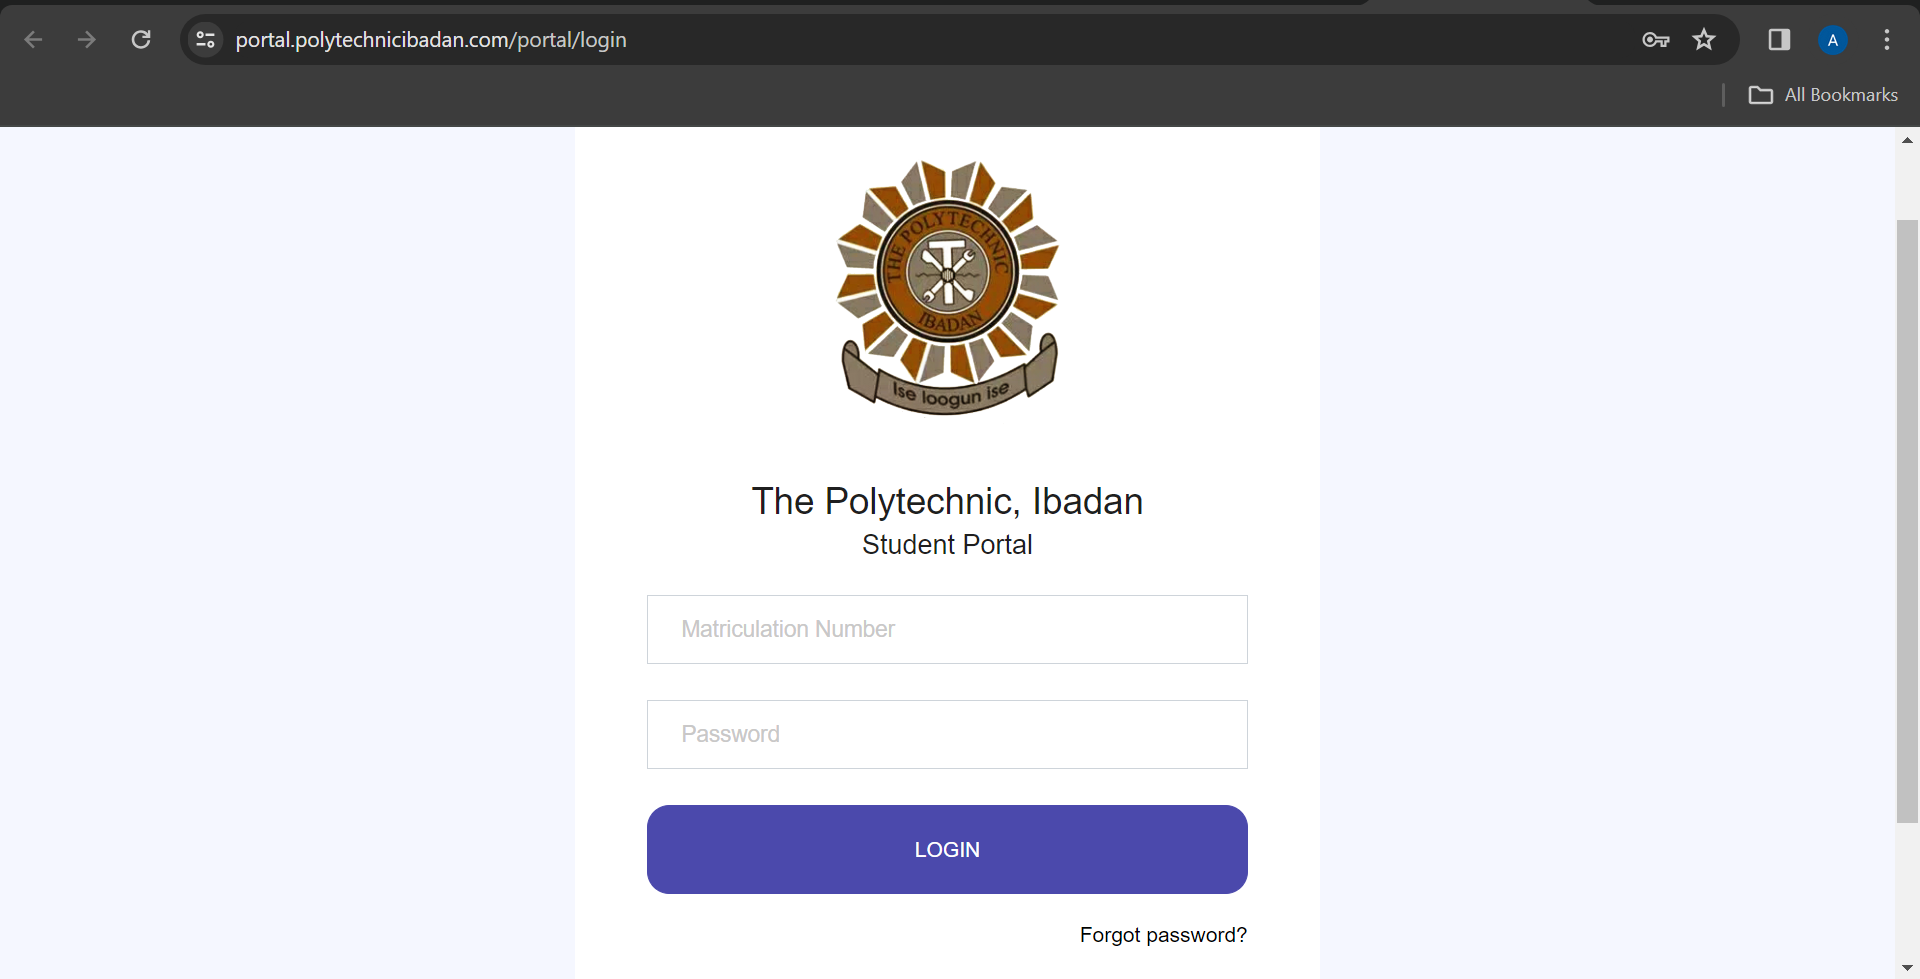 portal.polytechnicibadan.com/portal/login
A
All Bookmarks
THE POLYTECHNIC
IBADAN
Ise loogun ise
The Polytechnic, Ibadan
Student Portal
Matriculation Number
Password
LOGIN
Forgot password?